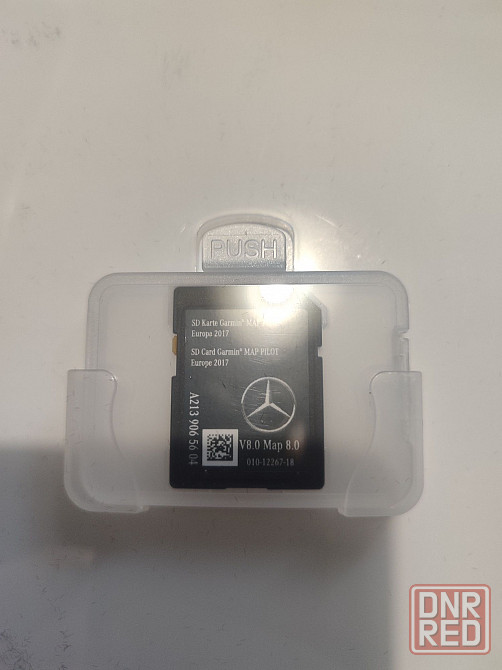 PUSH
SD Karte Garmin® MAP
Europa 2017
SD Card Garmin® MAP PILOT
Europe 2017
A213 906 56 04
V8.0 Map 8.0
010-12267-18
DNR
RED